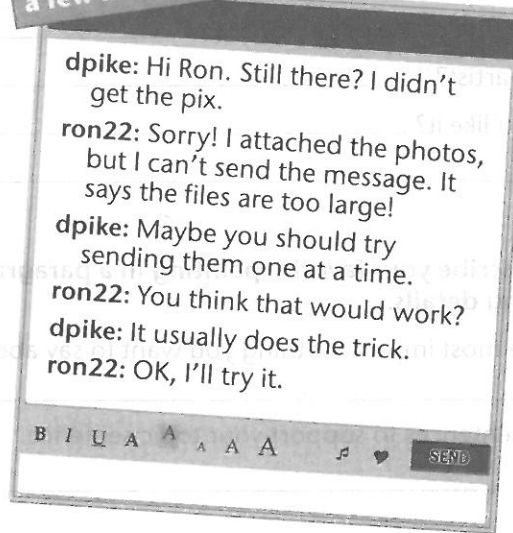 a few
dpike: Hi Ron. Still there? I didn't
get the pix.
ron22: Sorry! I attached the photos,
but I can't send the message. It
says the files are too large!
dpike: Maybe you should try
sending them one at a time.
ron22: You think that would work?
dpike: It usually does the trick.
ron22: OK, I'll try it.
B I U A A A A A SEND